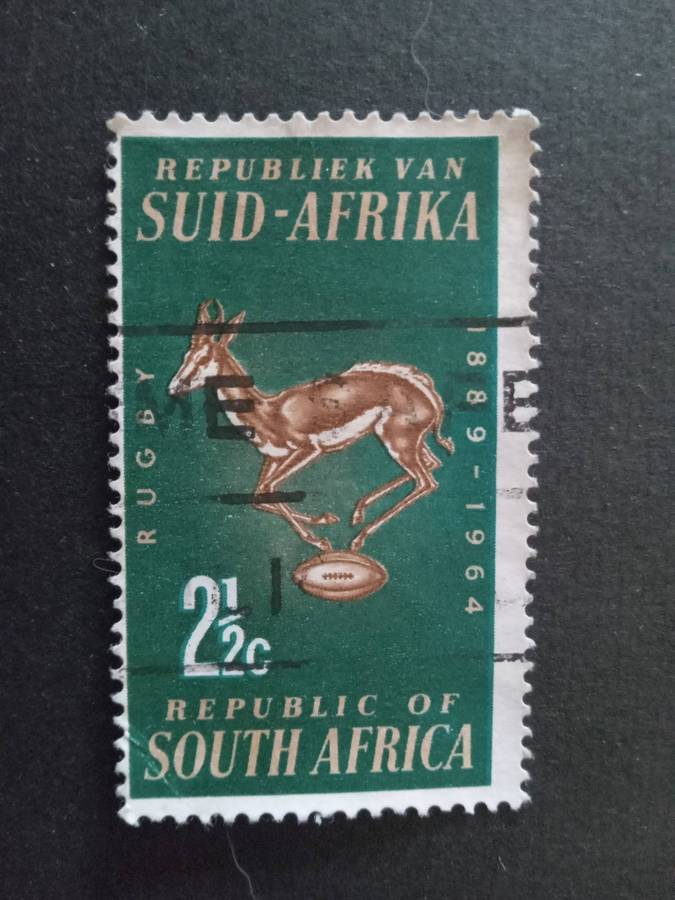 REPUBLIEK VAN
SUID-AFRIKA
RUGBY
1889-1964
2½c
REPUBLIC OF
SOUTH AFRICA